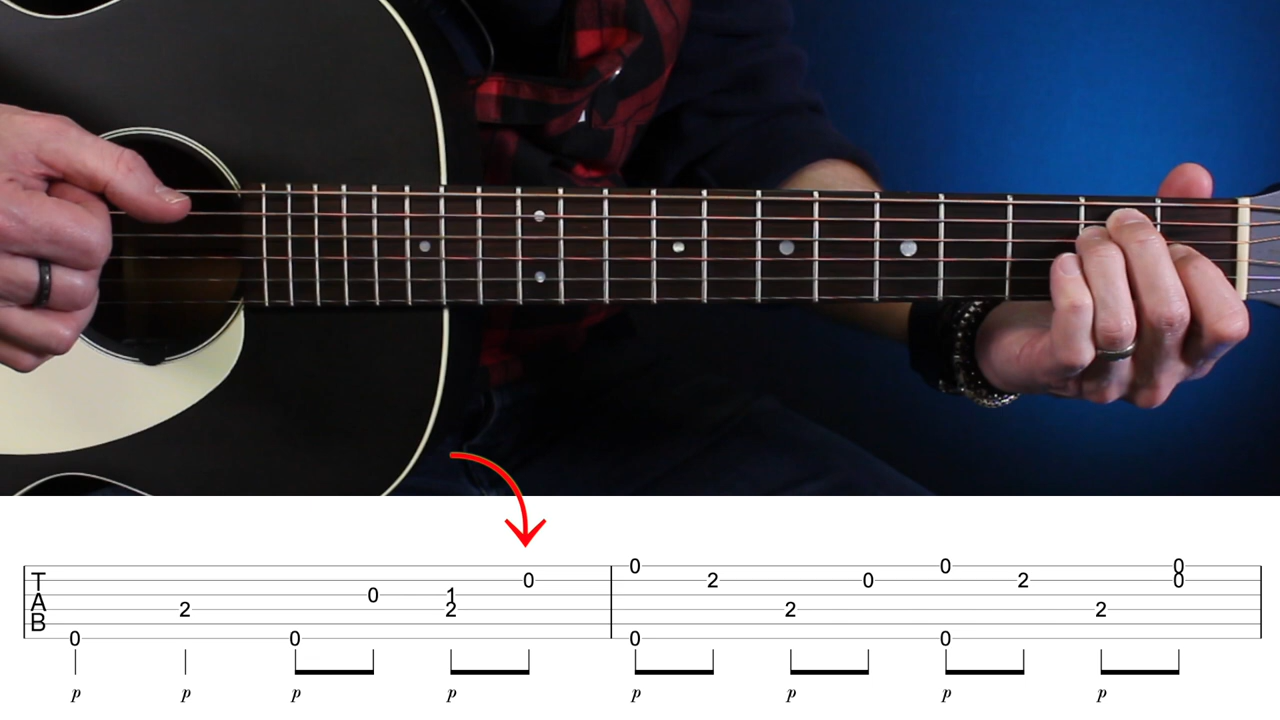 0 0 0
T 0 2 0 2 0
0 1
A 2 2 2 2
B
0 0 0 0
p p p p p p p p